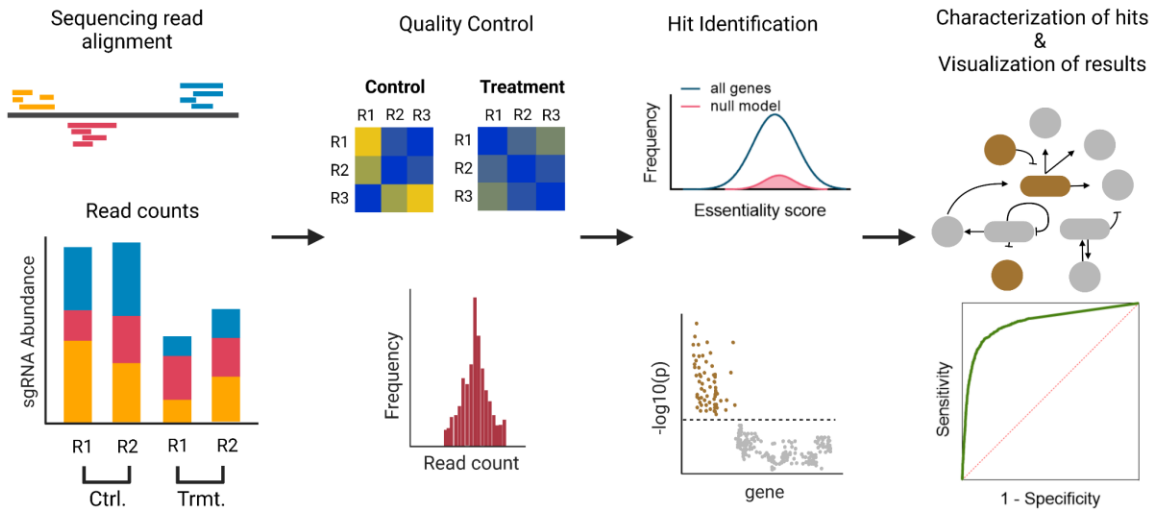 Sequencing read
alignment
Read counts
sgRNA Abundance
R1 R2 R1 R2
Ctrl. Trmt.
Quality Control
Control Treatment
R1 R2 R3 R1 R2 R3
R1 R1
R2 R2
R3 R3
Frequency
Read count
Hit Identification
all genes
null model
Frequency
Essentiality score
-log10(p)
gene
Characterization of hits
&
Visualization of results
Sensitivity
1 - Specificity